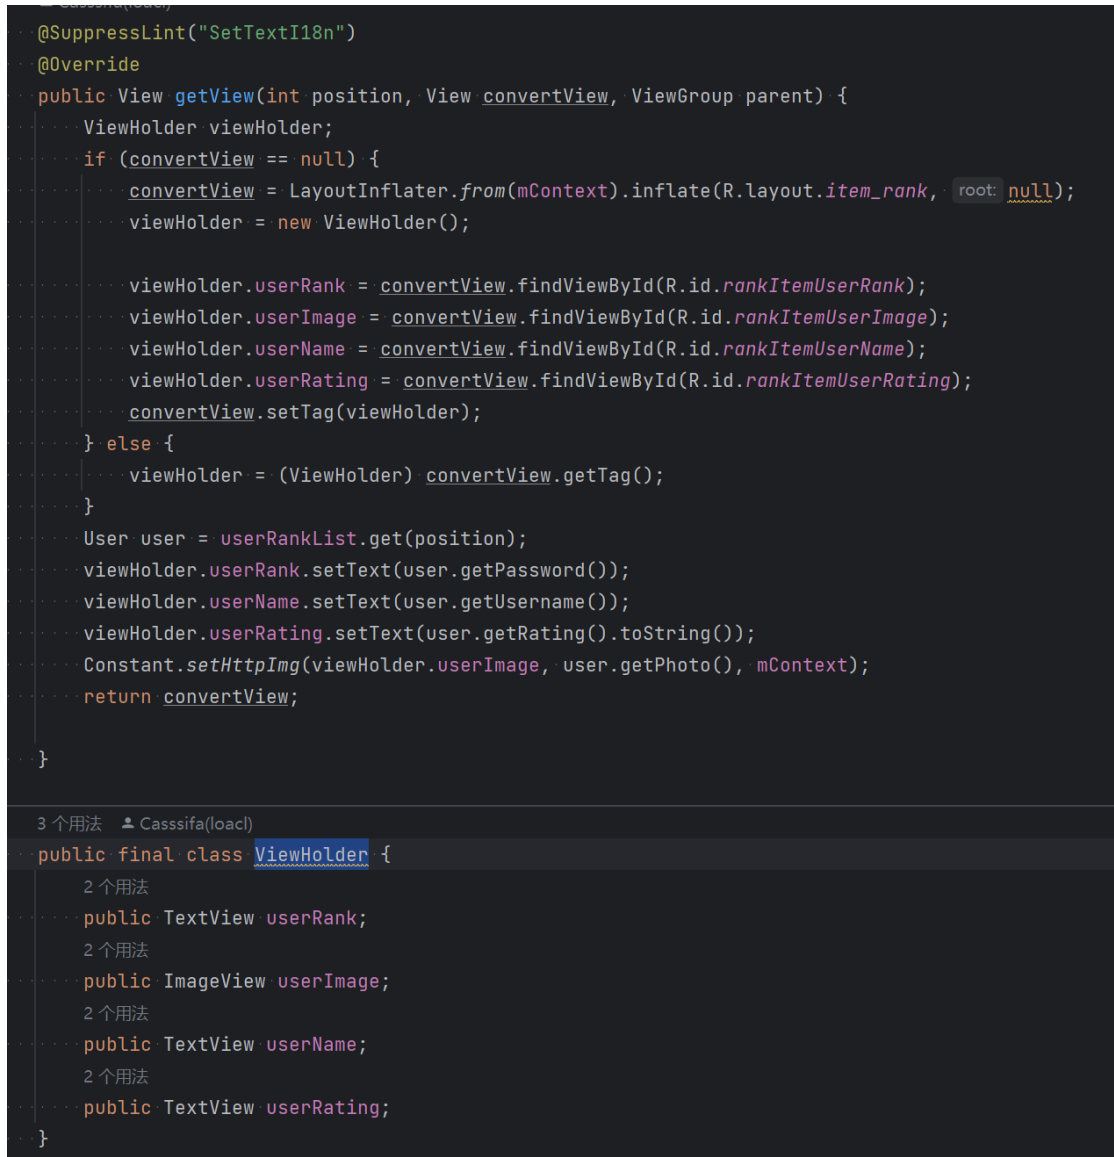 Casssifa(loacl)
@SuppressLint("SetTextI18n")
@Override
public View getView(int position, View convertView, ViewGroup parent) {
ViewHolder viewHolder;
if (convertView == null) {
convertView = LayoutInflater.from(mContext).inflate(R.layout.item_rank, root: null);
viewHolder = new ViewHolder();
viewHolder.userRank = convertView.findViewById(R.id.rankItemUserRank);
viewHolder.userImage = convertView.findViewById(R.id.rankItemUserImage);
viewHolder.userName = convertView.findViewById(R.id.rankItemUserName);
viewHolder.userRating = convertView.findViewById(R.id.rankItemUserRating);
convertView.setTag(viewHolder);
} else {
viewHolder = (ViewHolder) convertView.getTag();
}
User user = userRankList.get(position);
viewHolder.userRank.setText(user.getPassword());
viewHolder.userName.setText(user.getUsername());
viewHolder.userRating.setText(user.getRating().toString());
Constant.setHttpImg(viewHolder.userImage, user.getPhoto(), mContext);
return convertView;
}
3 个用法 Casssifa(loacl)
public final class ViewHolder {
2 个用法
public TextView userRank;
2 个用法
public ImageView userImage;
2 个用法
public TextView userName;
2 个用法
public TextView userRating;
}